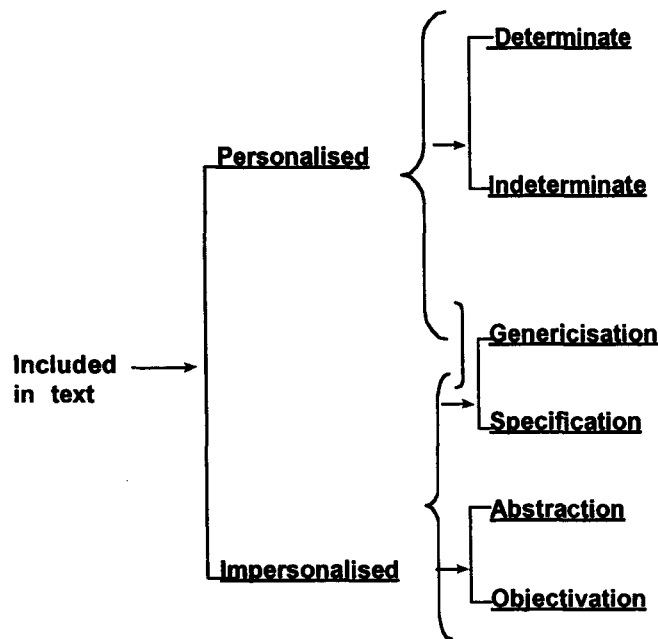 Determinate
Personalised
Indeterminate
Genericisation
Included
in text
Specification
Abstraction
Impersonalised
Objectivation